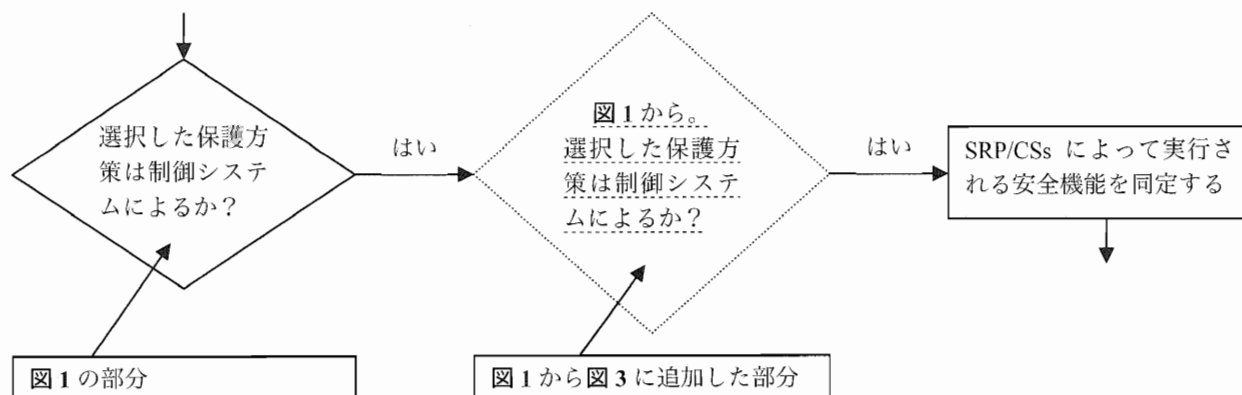 選択した保護方
策は制御システ
ムによるか？
はい
図1から。
選択した保護方
策は制御システ
ムによるか？
はい
SRP/CSs によって実行さ
れる安全機能を同定する
図1の部分
図1から図3に追加した部分